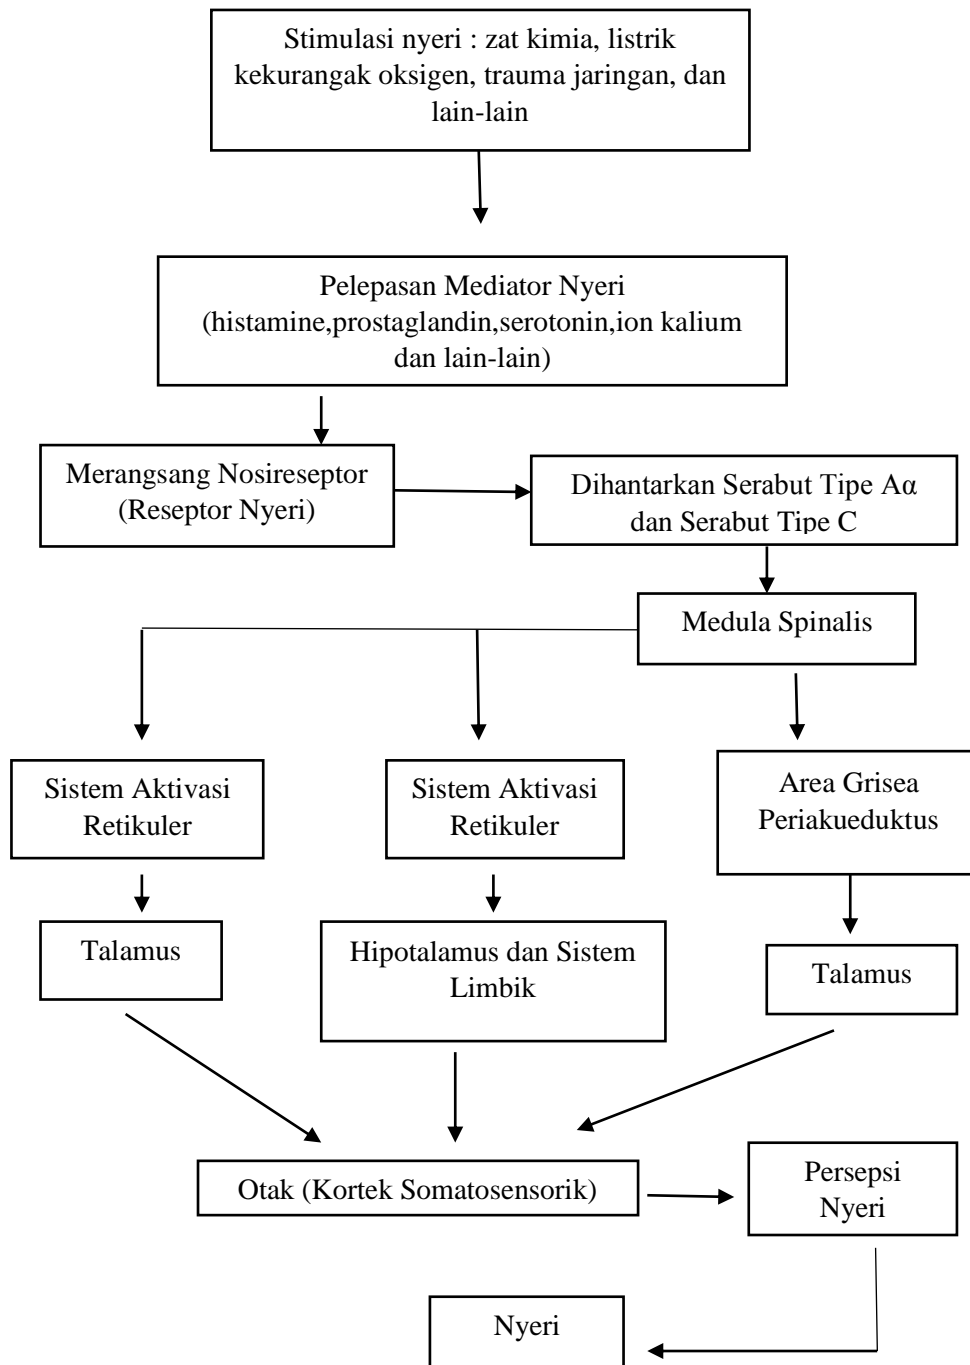 Stimulasi nyeri : zat kimia, listrik
kekurangak oksigen, trauma jaringan, dan
lain-lain
Pelepasan Mediator Nyeri
(histamine,prostaglandin,serotonin,ion kalium
dan lain-lain)
Merangsang Nosireseptor
(Reseptor Nyeri)
Dihantarkan Serabut Tipe Aα
dan Serabut Tipe C
Medula Spinalis
Sistem Aktivasi
Retikuler
Sistem Aktivasi
Retikuler
Area Grisea
Periakueduktus
Talamus
Hipotalamus dan Sistem
Limbik
Talamus
Otak (Kortek Somatosensorik)
Persepsi
Nyeri
Nyeri